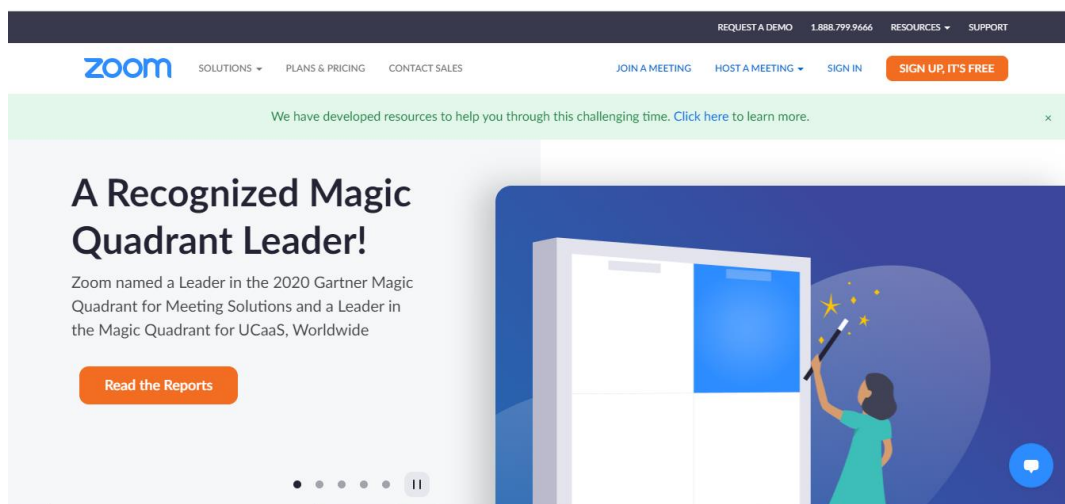 REQUEST A DEMO 1.888.799.9666 RESOURCES SUPPORT
zoom SOLUTIONS PLANS & PRICING CONTACT SALES JOIN A MEETING HOST A MEETING SIGN IN SIGN UP, IT'S FREE
We have developed resources to help you through this challenging time. Click here to learn more. ×
A Recognized Magic
Quadrant Leader!
Zoom named a Leader in the 2020 Gartner Magic
Quadrant for Meeting Solutions and a Leader in
the Magic Quadrant for UCaaS, Worldwide
Read the Reports